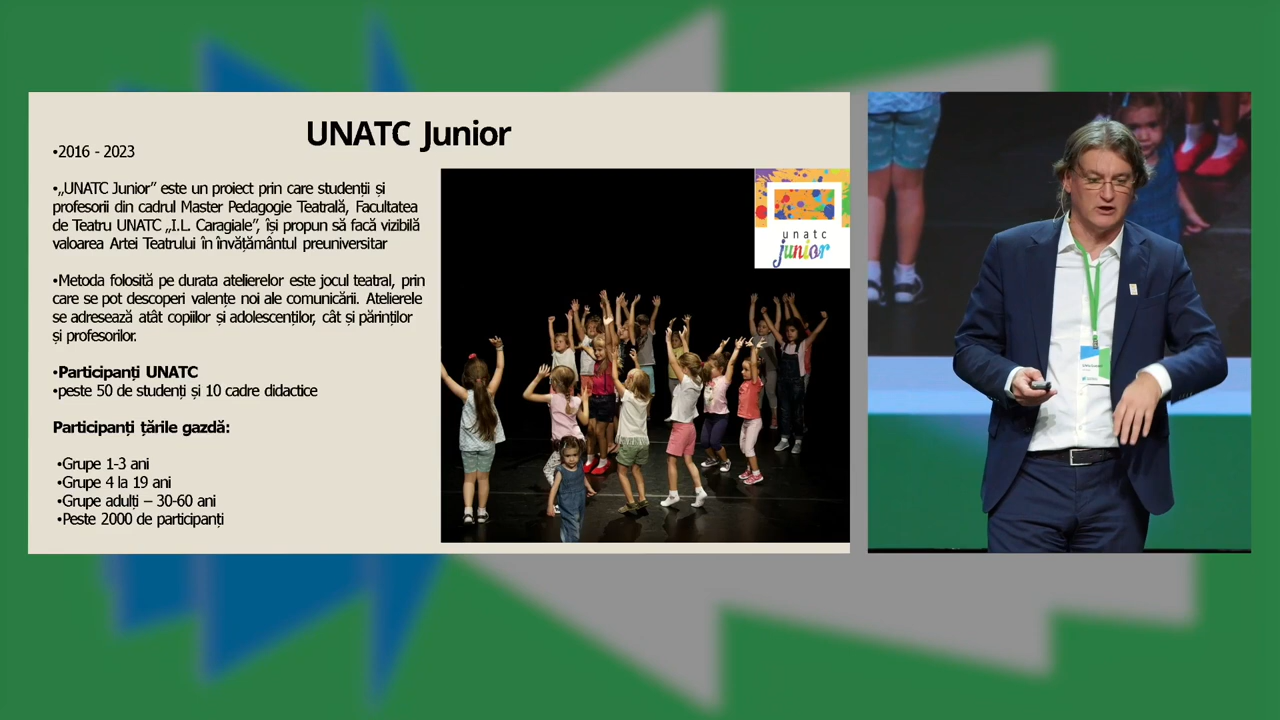 UNATC Junior
•2016 - 2023
•„UNATC Junior” este un proiect prin care studenții și
profesorii din cadrul Master Pedagogie Teatrală, Facultatea
de Teatru UNATC „I.L. Caragiale”, își propun să facă vizibilă
valoarea Artei Teatrului în învățământul preuniversitar
•Metoda folosită pe durata atelierelor este jocul teatral, prin
care se pot descoperi valențe noi ale comunicării. Atelierele
se adresează atât copiilor și adolescenților, cât și părinților
și profesorilor.
•Participanți UNATC
•peste 50 de studenți și 10 cadre didactice
Participanți țările gazdă:
•Grupe 1-3 ani
•Grupe 4 la 19 ani
•Grupe adulți – 30-60 ani
•Peste 2000 de participanți
unatc
junior